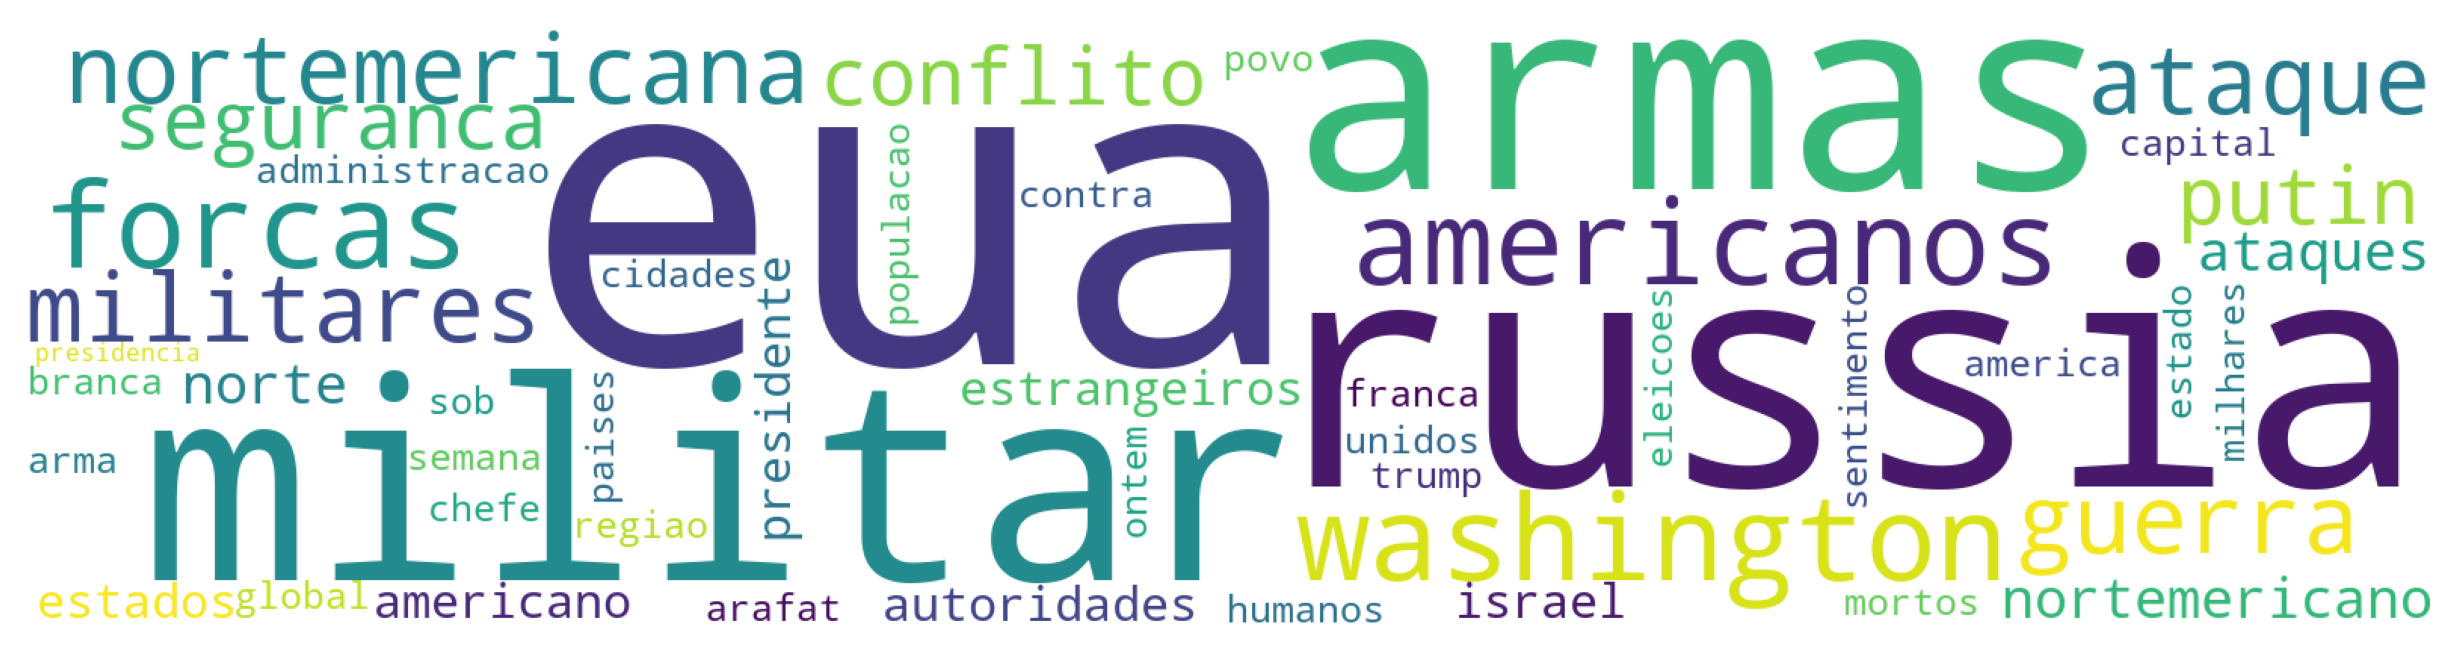 nortemericana
conflito
povo
armas
ataque
seguranca
administracao
eua
populacao
contra
capital
forcas
americanos
putin
ataques
militares
cidades
presidente
russia
presidencia
branca
norte
militar
sob
paises
estrangeiros
franca
eleicoes
sentimento
america
estado
milhares
arma
semana
chefe
regiao
ontem
unidos
trump
washington
guerra
estados
global
americano
arafat
autoridades
humanos
israel
mortos
nortemericano